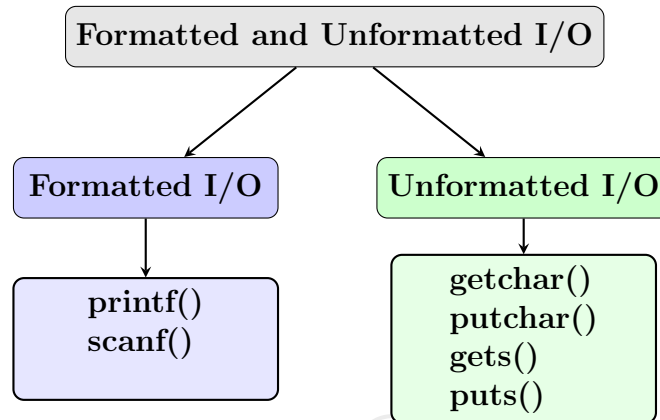 Formatted and Unformatted I/O
Formatted I/O
Unformatted I/O
printf()
scanf()
getchar()
putchar()
gets()
puts()